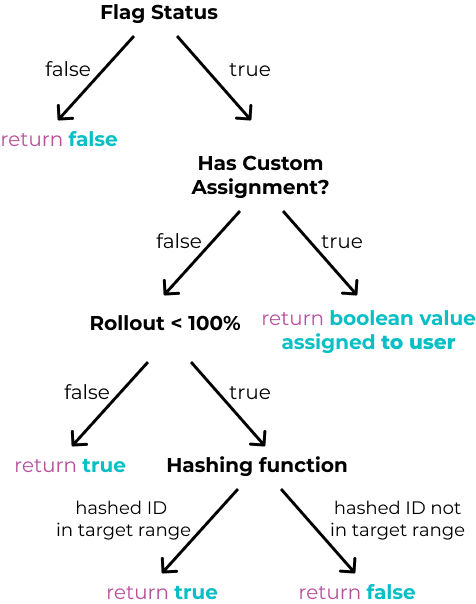 Flag Status
false
true
return false
Has Custom
Assignment?
false
true
Rollout < 100%
return boolean value
assigned to user
false
true
return true
Hashing function
hashed ID
in target range
hashed ID not
in target range
return true
return false